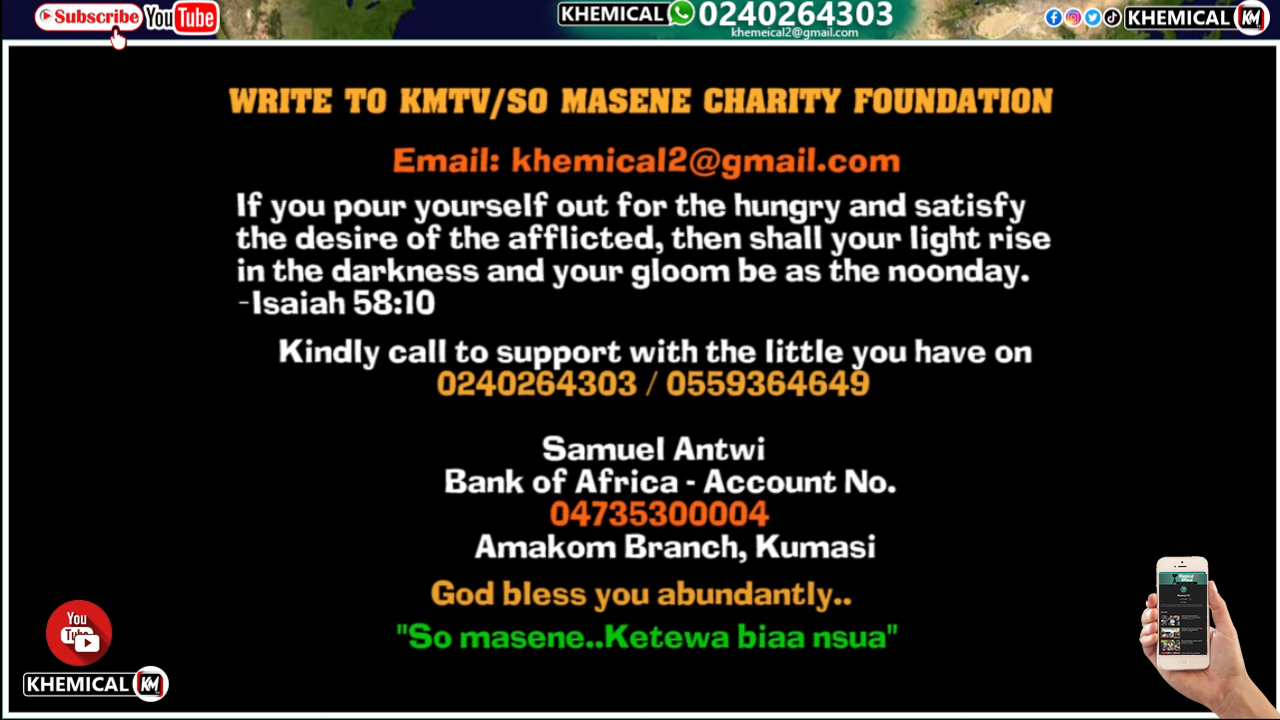 Subscribe YouTube
KHEMICAL 0240264303
khemeical2@gmail.com
KHEMICAL KM
WRITE TO KMTV/SO MASENE CHARITY FOUNDATION
Email: khemical2@gmail.com
If you pour yourself out for the hungry and satisfy
the desire of the afflicted, then shall your light rise
in the darkness and your gloom be as the noonday.
-Isaiah 58:10
Kindly call to support with the little you have on
0240264303 / 0559364649
Samuel Antwi
Bank of Africa - Account No.
04735300004
Amakom Branch, Kumasi
God bless you abundantly..
"So masene..Ketewa biaa nsua"
You
Tube
KHEMICAL KM